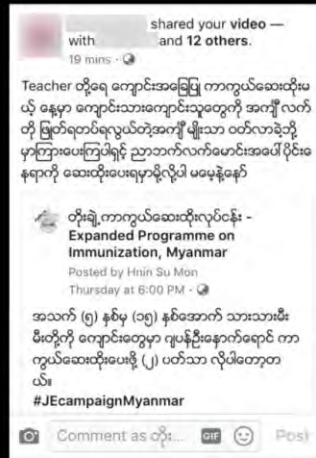 shared your video —
with and 12 others.
19 mins ·
Teacher တို့ရေ ကျောင်းအခြေပြု ကာကွယ်ဆေးထိုးမ
ယ့် နေ့မှာ ကျောင်းသားကျောင်းသူတွေကို အင်္ကျီ လက်
တို ဖြုတ်ရတပ်ရလွယ်တဲ့အင်္ကျီ မျိုးသာ ဝတ်လာခဲ့ဘို့
မှာကြားပေးကြပါရှင့် ညာဘက်လက်မောင်းအပေါ်ပိုင်းေ
နရာကို ဆေးထိုးပေးရမှာမို့လို့ပါ မမေ့နဲ့နော်
တိုးချဲ့ကာကွယ်ဆေးထိုးလုပ်ငန်း -
Expanded Programme on
Immunization, Myanmar
Posted by Hnin Su Mon
Thursday at 6:00 PM ·
အသက် (၅) နှစ်မှ (၁၅) နှစ်အောက် သားသားမီး
မီးတို့ကို ကျောင်းတွေမှာ ဂျပန်ဦးနှောက်ရောင် ကာ
ကွယ်ဆေးထိုးပေးဖို့ (၂) ပတ်သာ လိုပါတော့တ
ယ်။
#JEcampaignMyanmar
Comment as တိုး... GIF Post